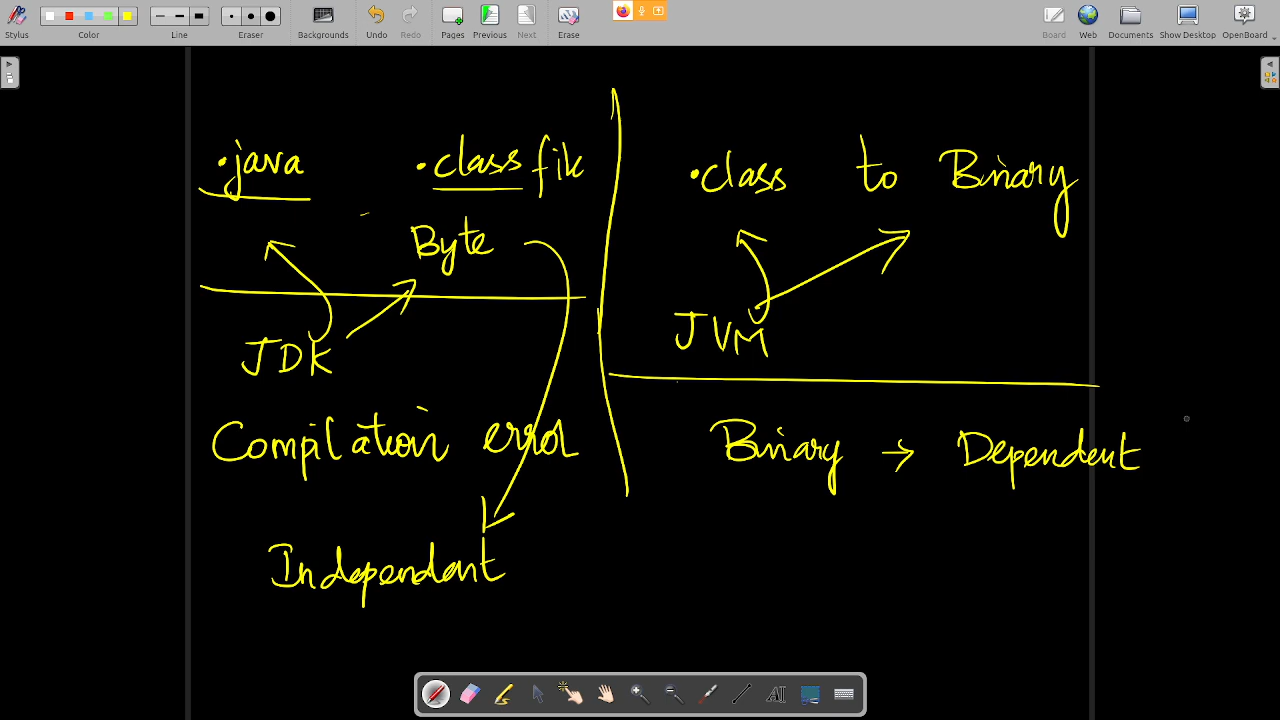 Stylus Color Line Eraser Backgrounds Undo Redo Pages Previous Next Erase Board Web Documents Show Desktop OpenBoard
.java .class file
Byte
JDK
Compilation error
Independent
.class to Binary
JVM
Binary → Dependent
AI